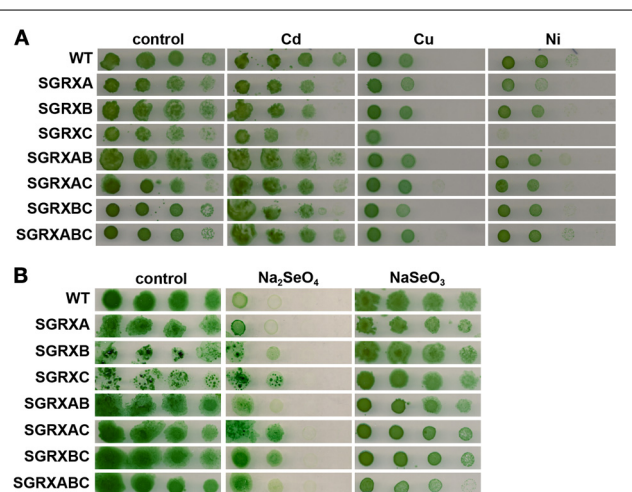 A
control Cd Cu Ni
WT
SGRXA
SGRXB
SGRXC
SGRXAB
SGRXAC
SGRXBC
SGRXABC
B
control Na₂SeO₄ NaSeO₃
WT
SGRXA
SGRXB
SGRXC
SGRXAB
SGRXAC
SGRXBC
SGRXABC